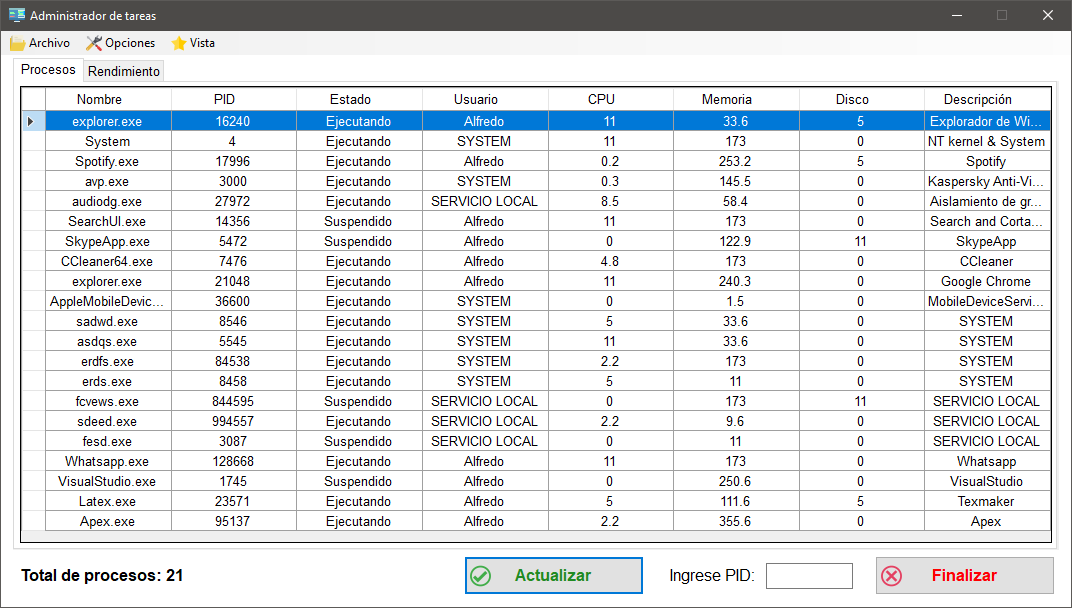 Administrador de tareas
Archivo Opciones Vista
Procesos Rendimiento
Nombre PID Estado Usuario CPU Memoria Disco Descripción
explorer.exe 16240 Ejecutando Alfredo 11 33.6 5 Explorador de Wi...
System 4 Ejecutando SYSTEM 11 173 0 NT kernel & System
Spotify.exe 17996 Ejecutando Alfredo 0.2 253.2 5 Spotify
avp.exe 3000 Ejecutando SYSTEM 0.3 145.5 0 Kaspersky Anti-Vi...
audiodg.exe 27972 Ejecutando SERVICIO LOCAL 8.5 58.4 0 Aislamiento de gr...
SearchUI.exe 14356 Suspendido Alfredo 11 173 0 Search and Corta...
SkypeApp.exe 5472 Suspendido Alfredo 0 122.9 11 SkypeApp
CCleaner64.exe 7476 Ejecutando Alfredo 4.8 173 0 CCleaner
explorer.exe 21048 Ejecutando Alfredo 11 240.3 0 Google Chrome
AppleMobileDevic... 36600 Ejecutando SYSTEM 0 1.5 0 MobileDeviceServi...
sadwd.exe 8546 Ejecutando SYSTEM 5 33.6 0 SYSTEM
asdqs.exe 5545 Ejecutando SYSTEM 11 33.6 0 SYSTEM
erdfs.exe 84538 Ejecutando SYSTEM 2.2 173 0 SYSTEM
erds.exe 8458 Ejecutando SYSTEM 5 11 0 SYSTEM
fcvews.exe 844595 Suspendido SERVICIO LOCAL 0 173 11 SERVICIO LOCAL
sdeed.exe 994557 Ejecutando SERVICIO LOCAL 2.2 9.6 0 SERVICIO LOCAL
fesd.exe 3087 Suspendido SERVICIO LOCAL 0 11 0 SERVICIO LOCAL
Whatsapp.exe 128668 Ejecutando Alfredo 11 173 0 Whatsapp
VisualStudio.exe 1745 Suspendido Alfredo 0 250.6 0 VisualStudio
Latex.exe 23571 Ejecutando Alfredo 5 111.6 5 Texmaker
Apex.exe 95137 Ejecutando Alfredo 2.2 355.6 0 Apex
Total de procesos: 21 Actualizar Ingrese PID: Finalizar